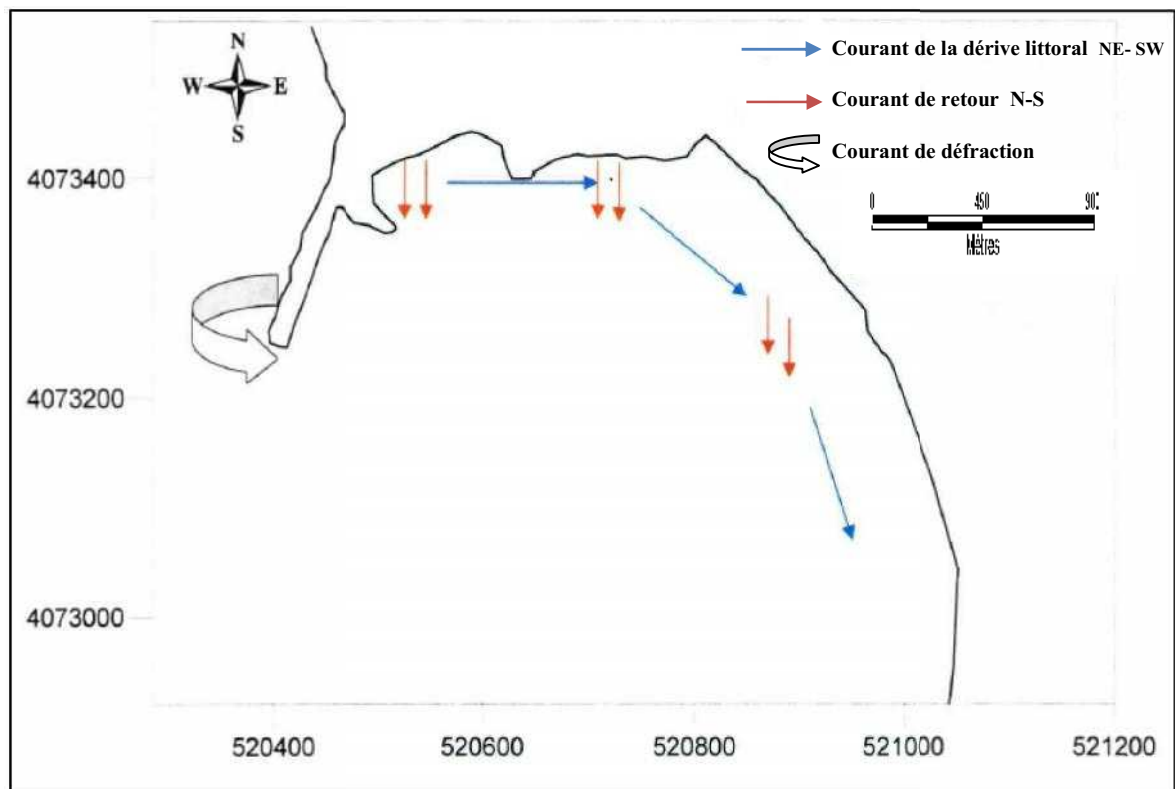 N
W E
S
Courant de la dérive littoral NE- SW
Courant de retour N-S
Courant de défraction
0 450 902
Mètres
4073400
4073200
4073000
520400 520600 520800 521000 521200